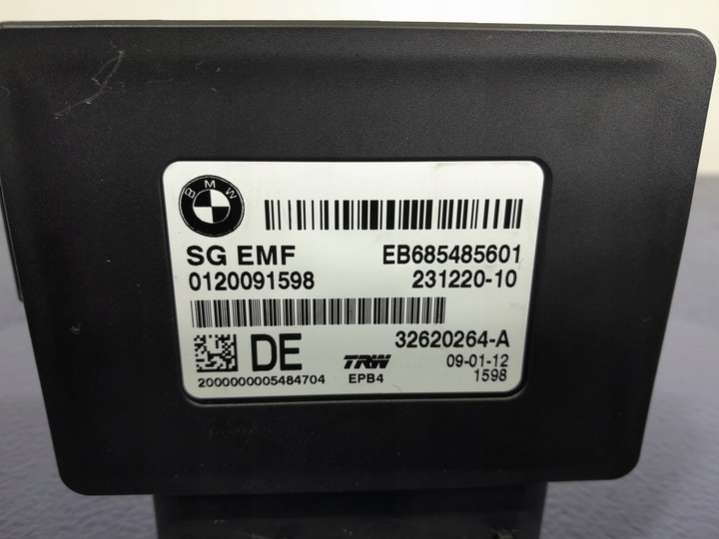 BMW
SG EMF EB685485601
0120091598 231220-10
DE TRW 32620264-A
EPB4 09-01-12
2000000005484704 1598